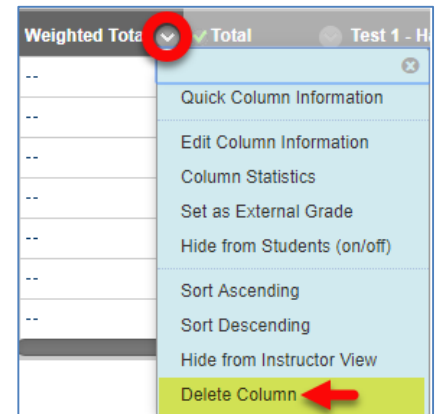 Weighted Total Total Test 1 - H
--
--
Quick Column Information
--
Edit Column Information
Column Statistics
--
Set as External Grade
--
Hide from Students (on/off)
--
Sort Ascending
--
Sort Descending
Hide from Instructor View
Delete Column